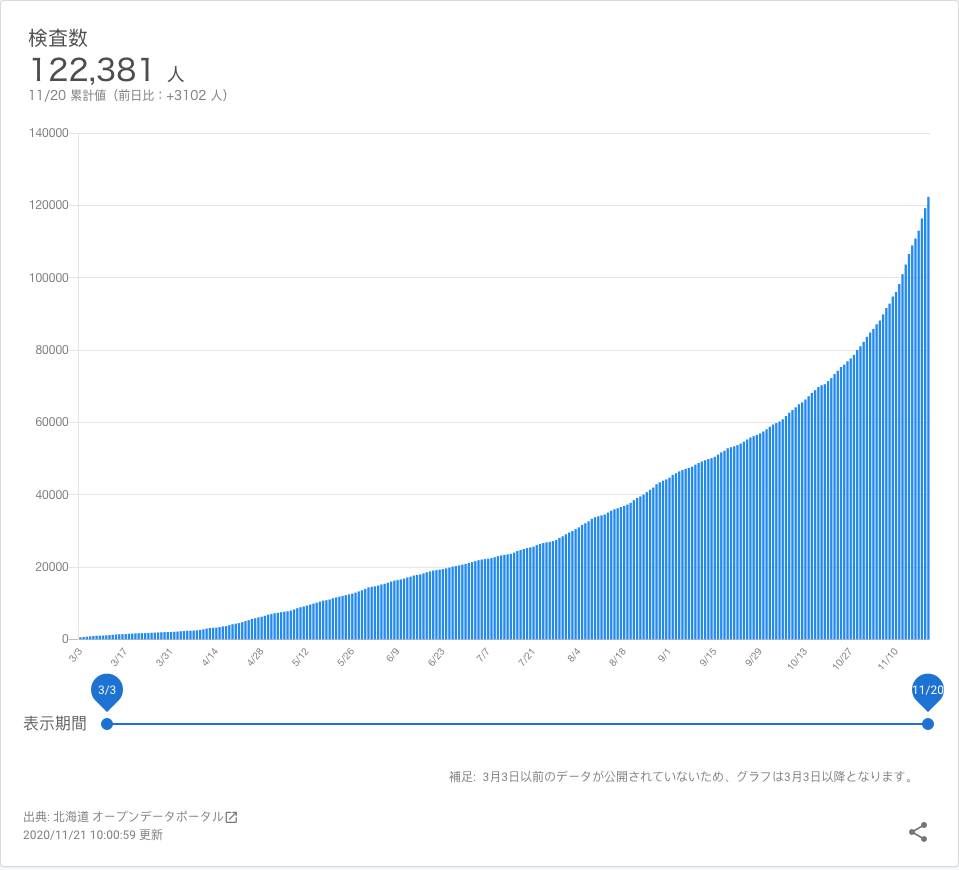 検査数
122,381 人
11/20 累計値（前日比：+3102 人）
140000
120000
100000
80000
60000
40000
20000
0
3/3 3/17 3/31 4/14 4/28 5/12 5/26 6/9 6/23 7/7 7/21 8/4 8/18 9/1 9/15 9/29 10/13 10/27 11/10
3/3 11/20
表示期間
補足: 3月3日以前のデータが公開されていないため、グラフは3月3日以降となります。
出典: 北海道 オープンデータポータル
2020/11/21 10:00:59 更新